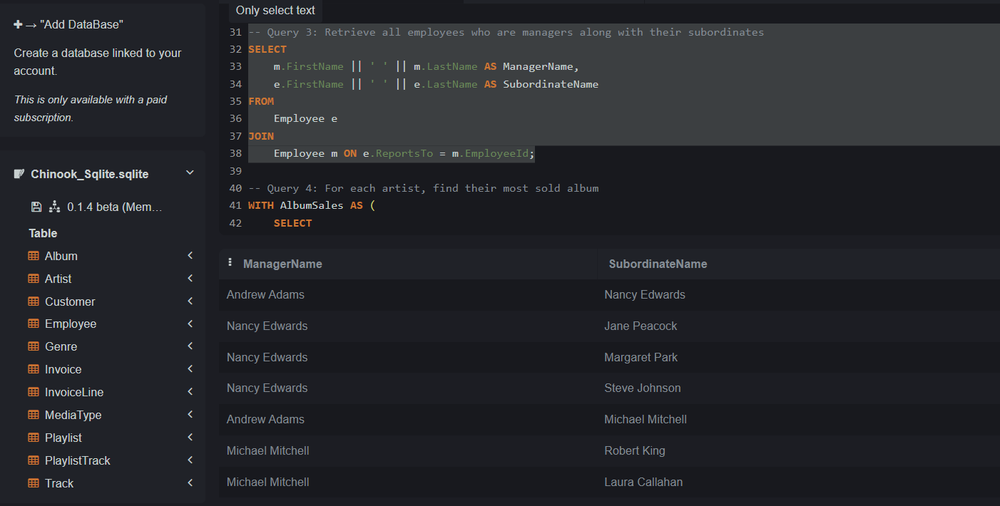 +→ "Add DataBase"
Create a database linked to your
account.
This is only available with a paid
subscription.
Chinook_Sqlite.sqlite
0.1.4 beta (Mem...
Table
Album
Artist
Customer
Employee
Genre
Invoice
InvoiceLine
MediaType
Playlist
PlaylistTrack
Track
Only select text
31 -- Query 3: Retrieve all employees who are managers along with their subordinates
32 SELECT
33     m.FirstName || ' ' || m.LastName AS ManagerName,
34     e.FirstName || ' ' || e.LastName AS SubordinateName
35 FROM
36     Employee e
37 JOIN
38     Employee m ON e.ReportsTo = m.EmployeeId;
39
40 -- Query 4: For each artist, find their most sold album
41 WITH AlbumSales AS (
42     SELECT
ManagerName SubordinateName
Andrew Adams Nancy Edwards
Nancy Edwards Jane Peacock
Nancy Edwards Margaret Park
Nancy Edwards Steve Johnson
Andrew Adams Michael Mitchell
Michael Mitchell Robert King
Michael Mitchell Laura Callahan